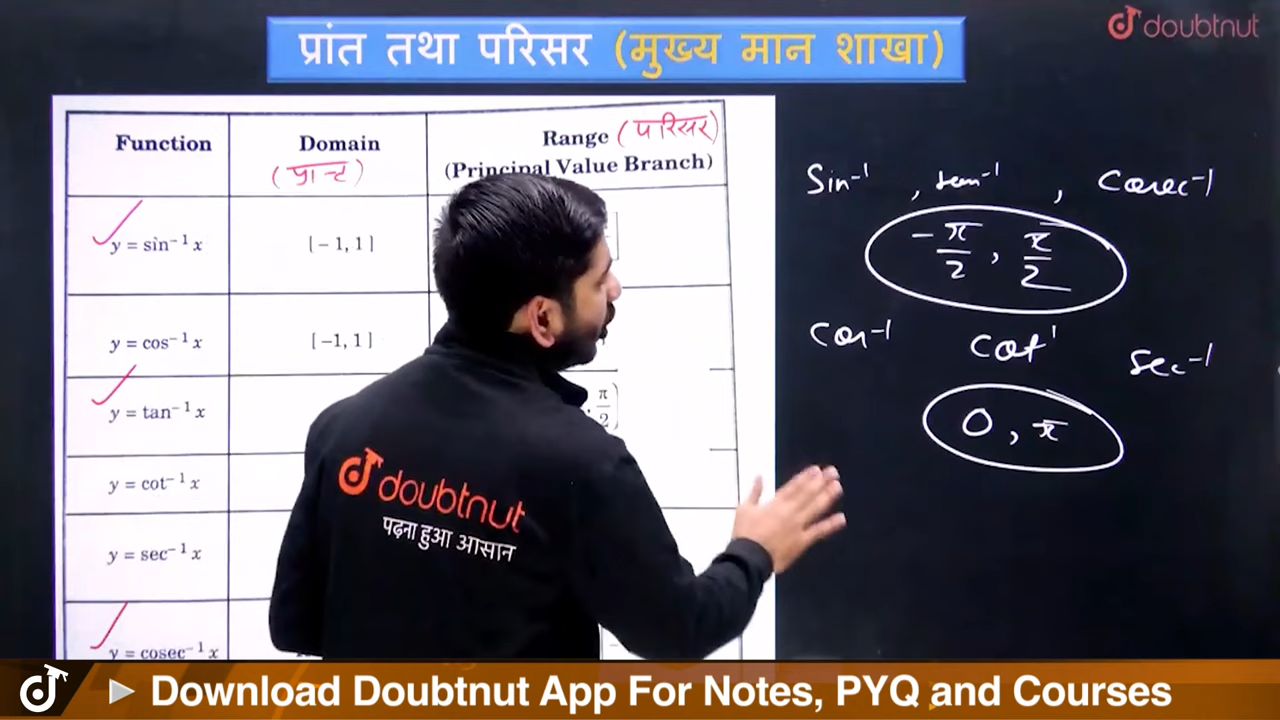 प्रांत तथा परिसर (मुख्य मान शाखा)
doubtnut
Function
Domain
(प्रान्त)
Range (परिसर)
(Principal Value Branch)
y = sin⁻¹ x
[– 1, 1]
y = cos⁻¹ x
[–1, 1]
y = tan⁻¹ x
π/2)
y = cot⁻¹ x
y = sec⁻¹ x
y = cosec⁻¹ x
Sin⁻¹ , , Cosec⁻¹
-π/2 , π/2
Cos⁻¹ Cot⁻¹ Sec⁻¹
0 , π
doubtnut
पढ़ना हुआ आसान
Download Doubtnut App For Notes, PYQ and Courses